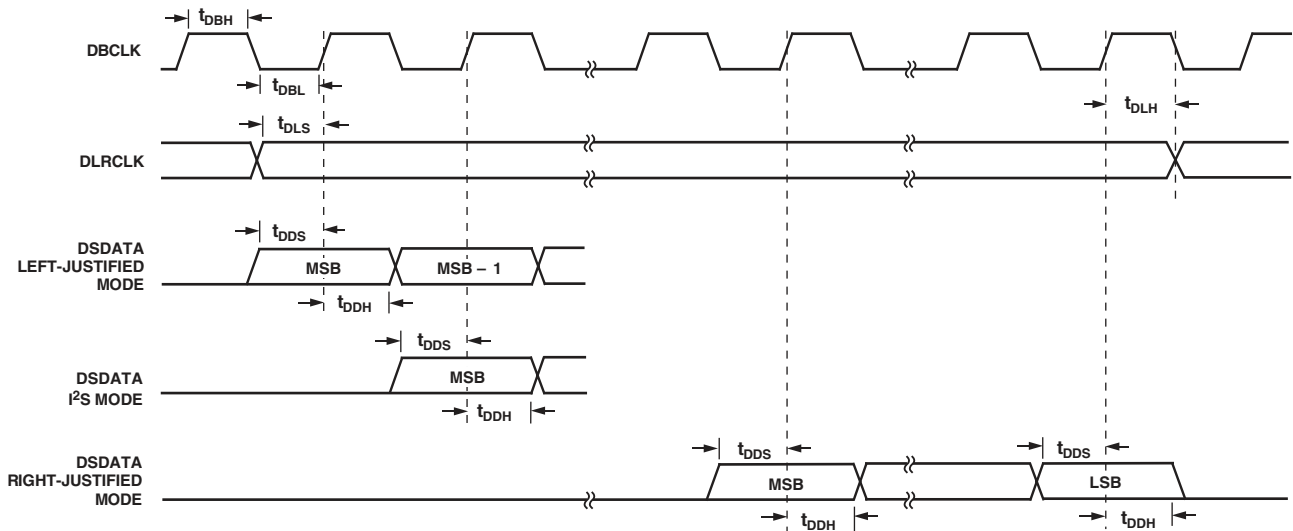 tDBH
DBCLK
tDBL
tDLH
tDLS
DLRCLK
tDDS
DSDATA
LEFT-JUSTIFIED
MODE
MSB
MSB – 1
tDDH
tDDS
DSDATA
I²S MODE
MSB
tDDH
DSDATA
RIGHT-JUSTIFIED
MODE
tDDS
tDDS
MSB
LSB
tDDH
tDDH